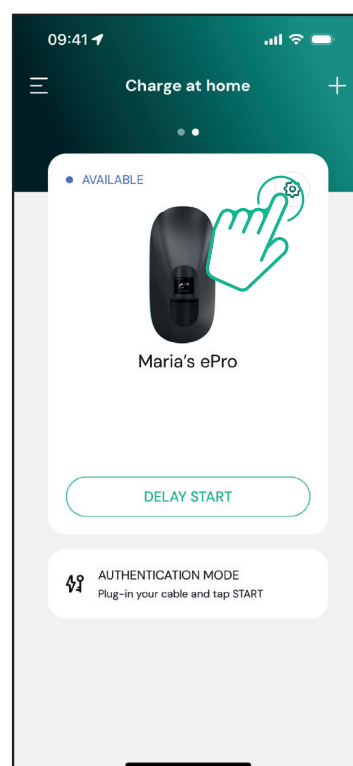 09:41
Charge at home
AVAILABLE
Maria's ePro
DELAY START
AUTHENTICATION MODE
Plug-in your cable and tap START